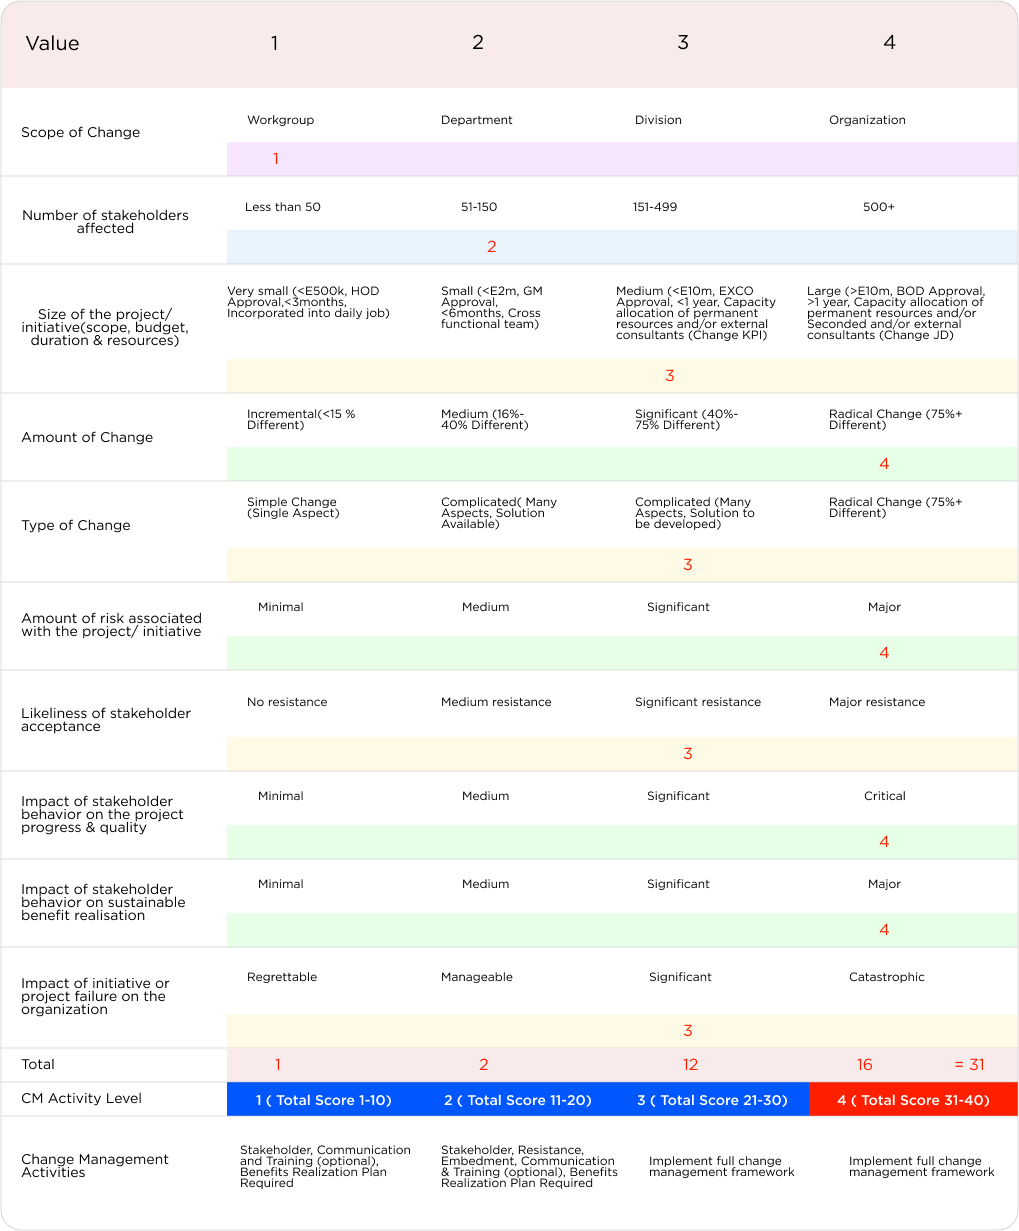 Value 1 2 3 4
Scope of Change
Workgroup Department Division Organization
1
Number of stakeholders
affected
Less than 50 51-150 151-499 500+
2
Size of the project/
initiative(scope, budget,
duration & resources)
Very small (<E500k, HOD
Approval,<3months,
Incorporated into daily job)
Small (<E2m, GM
Approval,
<6months, Cross
functional team)
Medium (<E10m, EXCO
Approval, <1 year, Capacity
allocation of permanent
resources and/or external
consultants (Change KPI)
Large (>E10m, BOD Approval,
>1 year, Capacity allocation of
permanent resources and/or
Seconded and/or external
consultants (Change JD)
3
Amount of Change
Incremental(<15 %
Different)
Medium (16%-
40% Different)
Significant (40%-
75% Different)
Radical Change (75%+
Different)
4
Type of Change
Simple Change
(Single Aspect)
Complicated( Many
Aspects, Solution
Available)
Complicated (Many
Aspects, Solution to
be developed)
Radical Change (75%+
Different)
3
Amount of risk associated
with the project/ initiative
Minimal Medium Significant Major
4
Likeliness of stakeholder
acceptance
No resistance Medium resistance Significant resistance Major resistance
3
Impact of stakeholder
behavior on the project
progress & quality
Minimal Medium Significant Critical
4
Impact of stakeholder
behavior on sustainable
benefit realisation
Minimal Medium Significant Major
4
Impact of initiative or
project failure on the
organization
Regrettable Manageable Significant Catastrophic
3
Total 1 2 12 16 = 31
CM Activity Level 1 ( Total Score 1-10) 2 ( Total Score 11-20) 3 ( Total Score 21-30) 4 ( Total Score 31-40)
Change Management
Activities
Stakeholder, Communication
and Training (optional),
Benefits Realization Plan
Required
Stakeholder, Resistance,
Embedment, Communication
& Training (optional), Benefits
Realization Plan Required
Implement full change
management framework
Implement full change
management framework